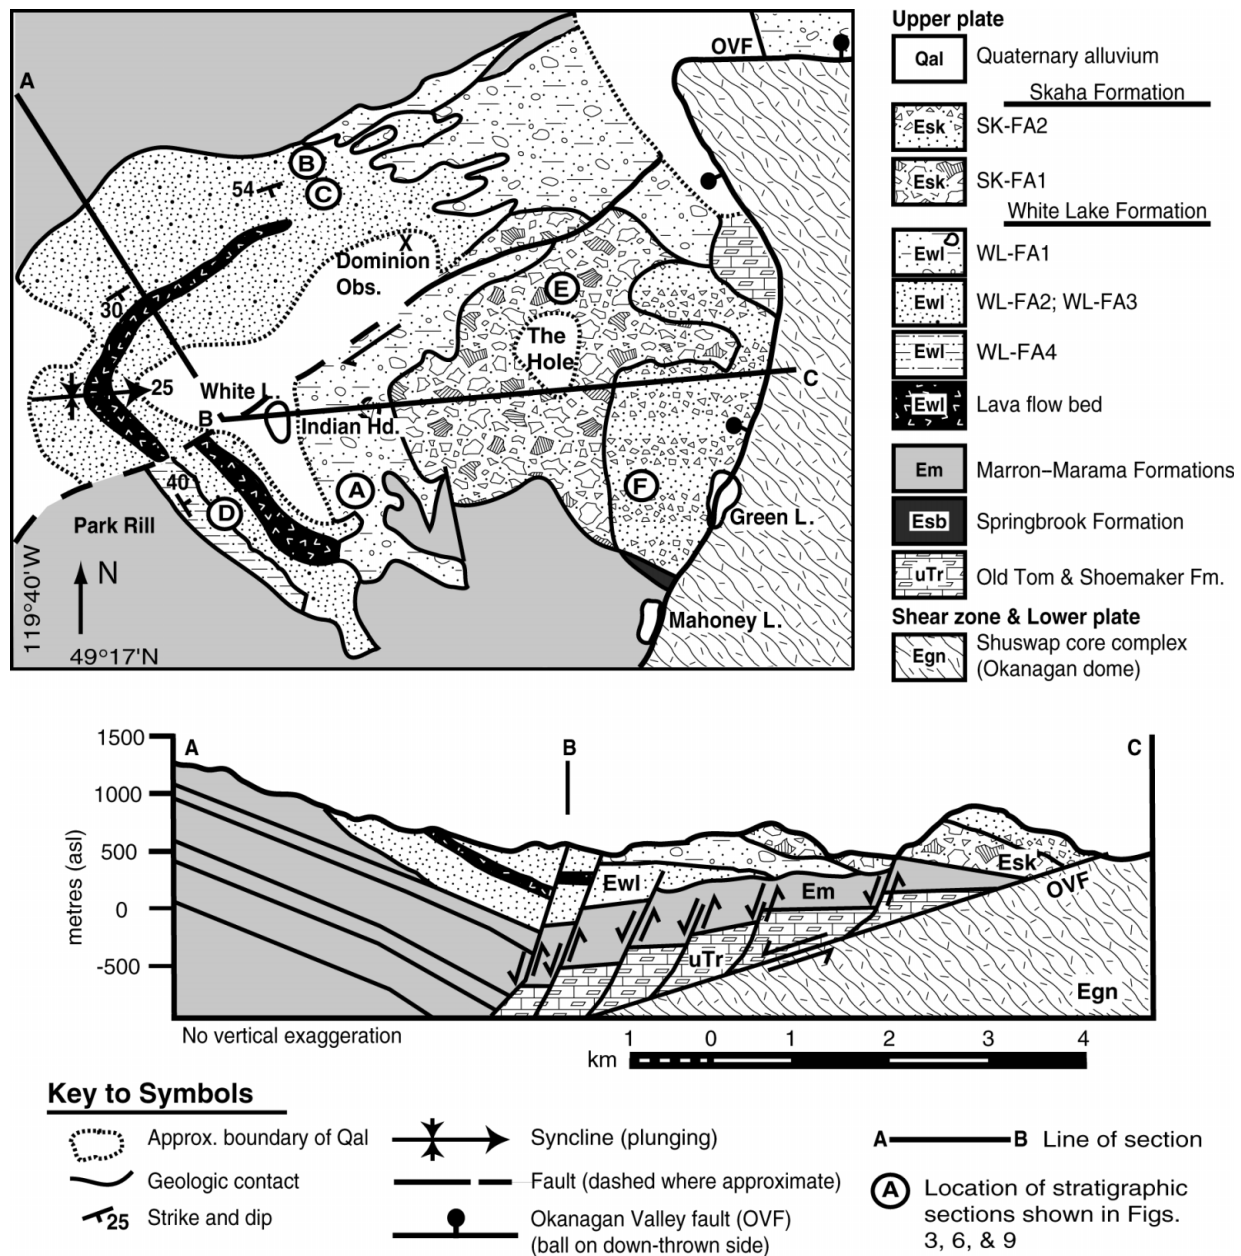 A
OVF
B
C
54
X
Dominion
Obs.
E
30
The
Hole
25
White L.
C
B
Indian Hd.
A
40
F
D
Green L.
Park Rill
N
Mahoney L.
119°40'W
49°17'N
Upper plate
Qal Quaternary alluvium
Skaha Formation
Esk SK-FA2
Esk SK-FA1
White Lake Formation
Ewl WL-FA1
Ewl WL-FA2; WL-FA3
Ewl WL-FA4
Ewl Lava flow bed
Em Marron–Marama Formations
Esb Springbrook Formation
uTr Old Tom & Shoemaker Fm.
Shear zone & Lower plate
Egn Shuswap core complex
(Okanagan dome)
1500
A
B
C
1000
500
0
-500
metres (asl)
Ewl
Em
Esk
OVF
uTr
Egn
No vertical exaggeration
1 0 1 2 3 4
km
Key to Symbols
Approx. boundary of Qal
Geologic contact
25 Strike and dip
Syncline (plunging)
Fault (dashed where approximate)
Okanagan Valley fault (OVF)
(ball on down-thrown side)
A B Line of section
A Location of stratigraphic
sections shown in Figs.
3, 6, & 9